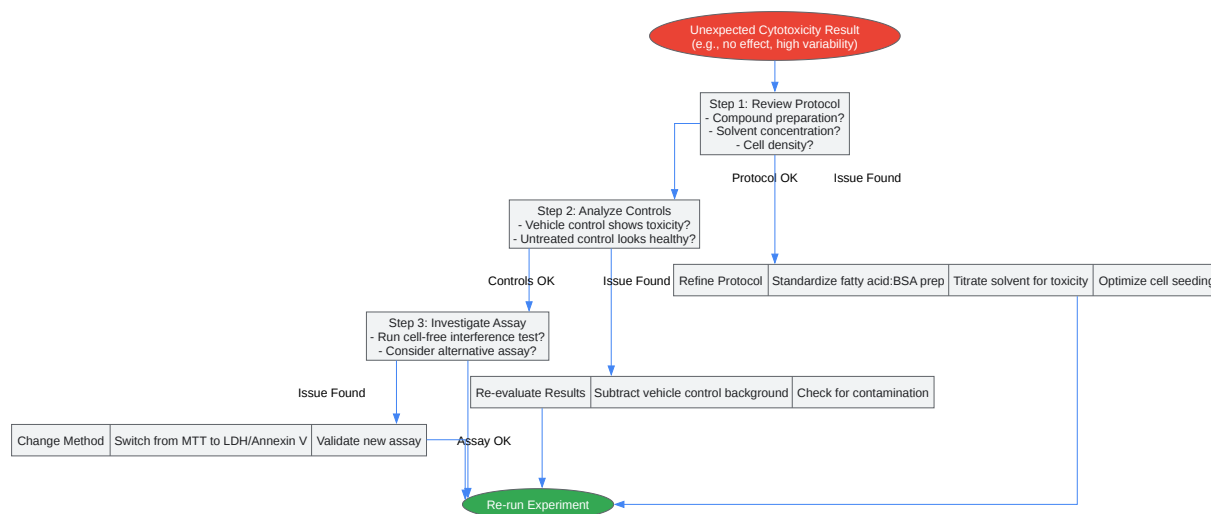 Unexpected Cytotoxicity Result
(e.g., no effect, high variability)
Step 1: Review Protocol
- Compound preparation?
- Solvent concentration?
- Cell density?
Protocol OK
Issue Found
Step 2: Analyze Controls
- Vehicle control shows toxicity?
- Untreated control looks healthy?
Controls OK
Issue Found
Refine Protocol
Standardize fatty acid:BSA prep
Titrate solvent for toxicity
Optimize cell seeding
Step 3: Investigate Assay
- Run cell-free interference test?
- Consider alternative assay?
Issue Found
Re-evaluate Results
Subtract vehicle control background
Check for contamination
Change Method
Switch from MTT to LDH/Annexin V
Validate new assay
Assay OK
Re-run Experiment